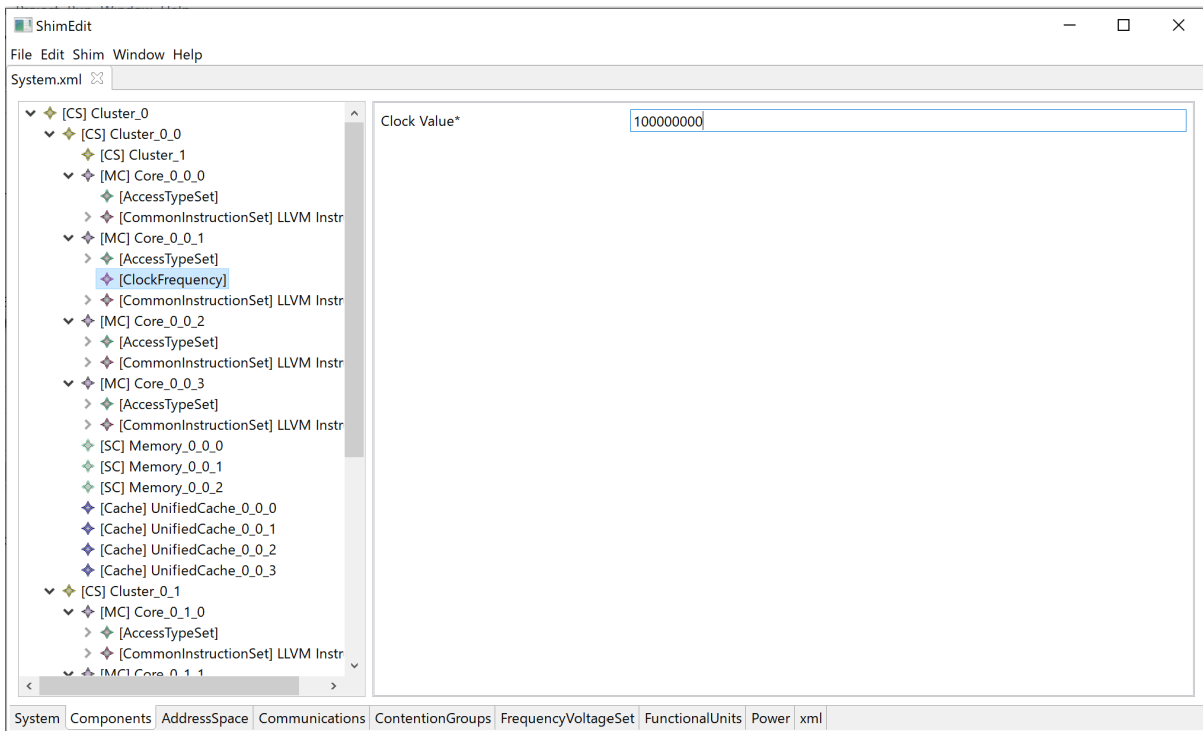 ShimEdit
File Edit Shim Window Help
System.xml
[CS] Cluster_0
[CS] Cluster_0_0
[CS] Cluster_1
[MC] Core_0_0_0
[AccessTypeSet]
[CommonInstructionSet] LLVM Instr
[MC] Core_0_0_1
[AccessTypeSet]
[ClockFrequency]
[CommonInstructionSet] LLVM Instr
[MC] Core_0_0_2
[AccessTypeSet]
[CommonInstructionSet] LLVM Instr
[MC] Core_0_0_3
[AccessTypeSet]
[CommonInstructionSet] LLVM Instr
[SC] Memory_0_0_0
[SC] Memory_0_0_1
[SC] Memory_0_0_2
[Cache] UnifiedCache_0_0_0
[Cache] UnifiedCache_0_0_1
[Cache] UnifiedCache_0_0_2
[Cache] UnifiedCache_0_0_3
[CS] Cluster_0_1
[MC] Core_0_1_0
[AccessTypeSet]
[CommonInstructionSet] LLVM Instr
[MC] Core_0_1_1
Clock Value* 100000000
System Components AddressSpace Communications ContentionGroups FrequencyVoltageSet FunctionalUnits Power xml